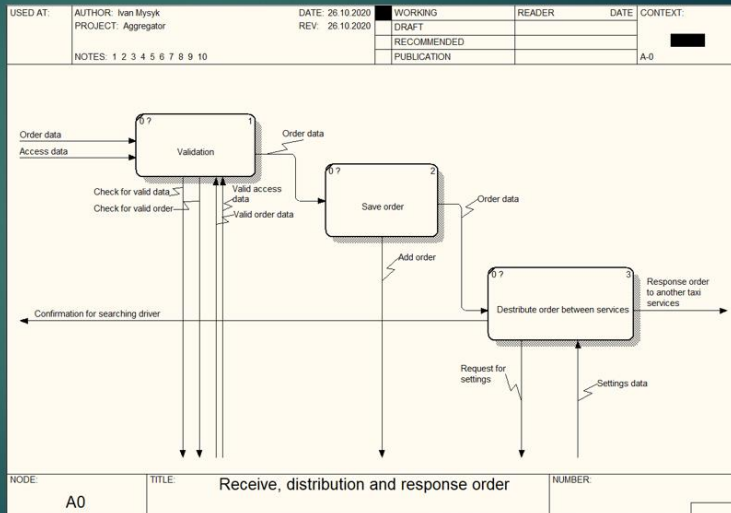 USED AT:
AUTHOR: Ivan Mysyk
DATE: 26.10.2020
PROJECT: Aggregator
REV: 26.10.2020
NOTES: 1 2 3 4 5 6 7 8 9 10
WORKING
DRAFT
RECOMMENDED
PUBLICATION
READER
DATE
CONTEXT:
A-0
Order data
Access data
0 ?
1
Validation
Order data
Check for valid data
Check for valid order
Valid access
data
Valid order data
0 ?
2
Save order
Order data
Add order
0 ?
3
Destribute order between services
Response order
to another taxi
services
Confirmation for searching driver
Request for
settings
Settings data
NODE:
A0
TITLE:
Receive, distribution and response order
NUMBER: